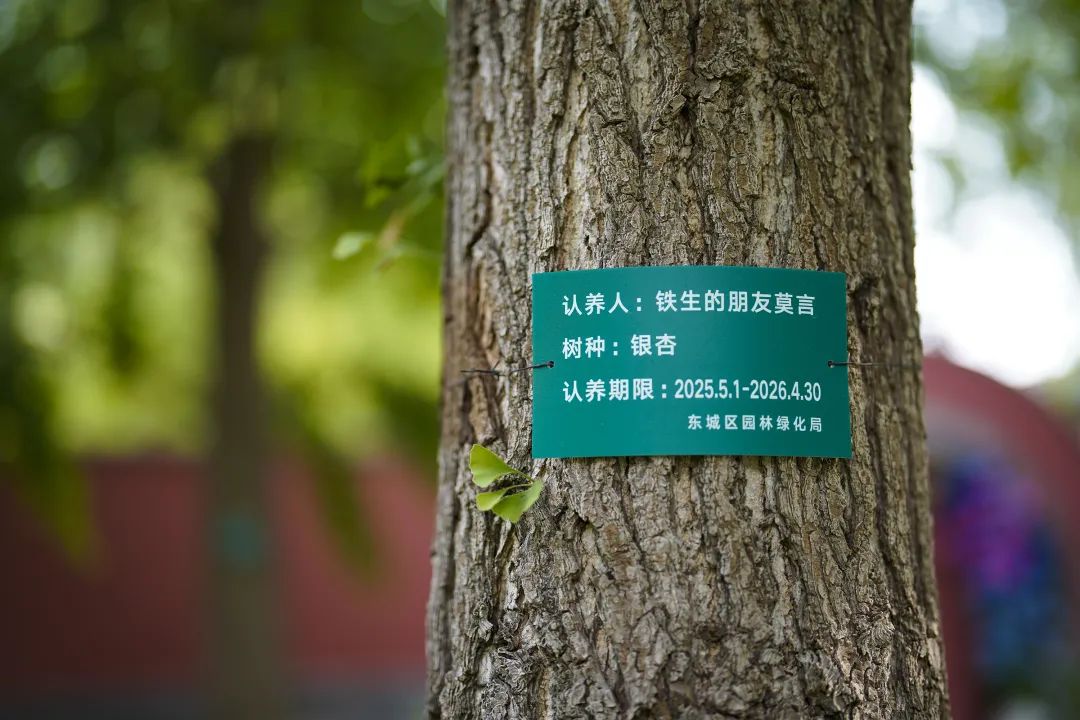 认养人：铁生的朋友莫言
树种：银杏
认养期限：2025.5.1-2026.4.30
东城区园林绿化局